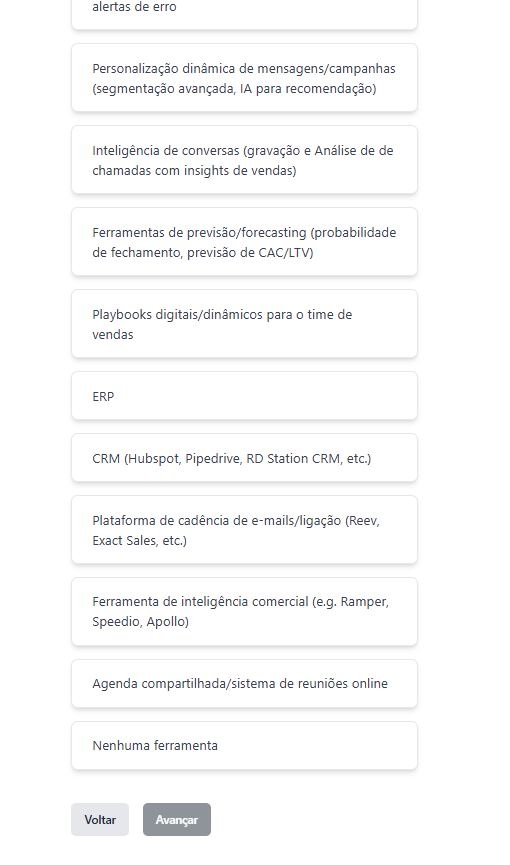 alertas de erro
Personalização dinâmica de mensagens/campanhas
(segmentação avançada, IA para recomendação)
Inteligência de conversas (gravação e Análise de de
chamadas com insights de vendas)
Ferramentas de previsão/forecasting (probabilidade
de fechamento, previsão de CAC/LTV)
Playbooks digitais/dinâmicos para o time de
vendas
ERP
CRM (Hubspot, Pipedrive, RD Station CRM, etc.)
Plataforma de cadência de e-mails/ligação (Reev,
Exact Sales, etc.)
Ferramenta de inteligência comercial (e.g. Ramper,
Speedio, Apollo)
Agenda compartilhada/sistema de reuniões online
Nenhuma ferramenta
Voltar
Avançar